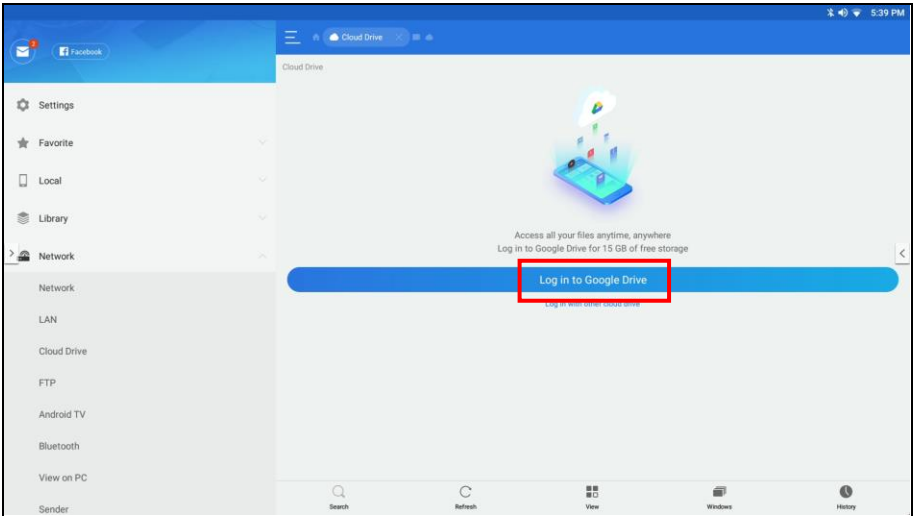 5:39 PM
2
Facebook
Cloud Drive
Cloud Drive
Settings
Favorite
Local
Library
Network
Network
LAN
Cloud Drive
FTP
Android TV
Bluetooth
View on PC
Sender
Access all your files anytime, anywhere
Log in to Google Drive for 15 GB of free storage
Log in to Google Drive
Log in with other cloud drive
Search
Refresh
View
Windows
History